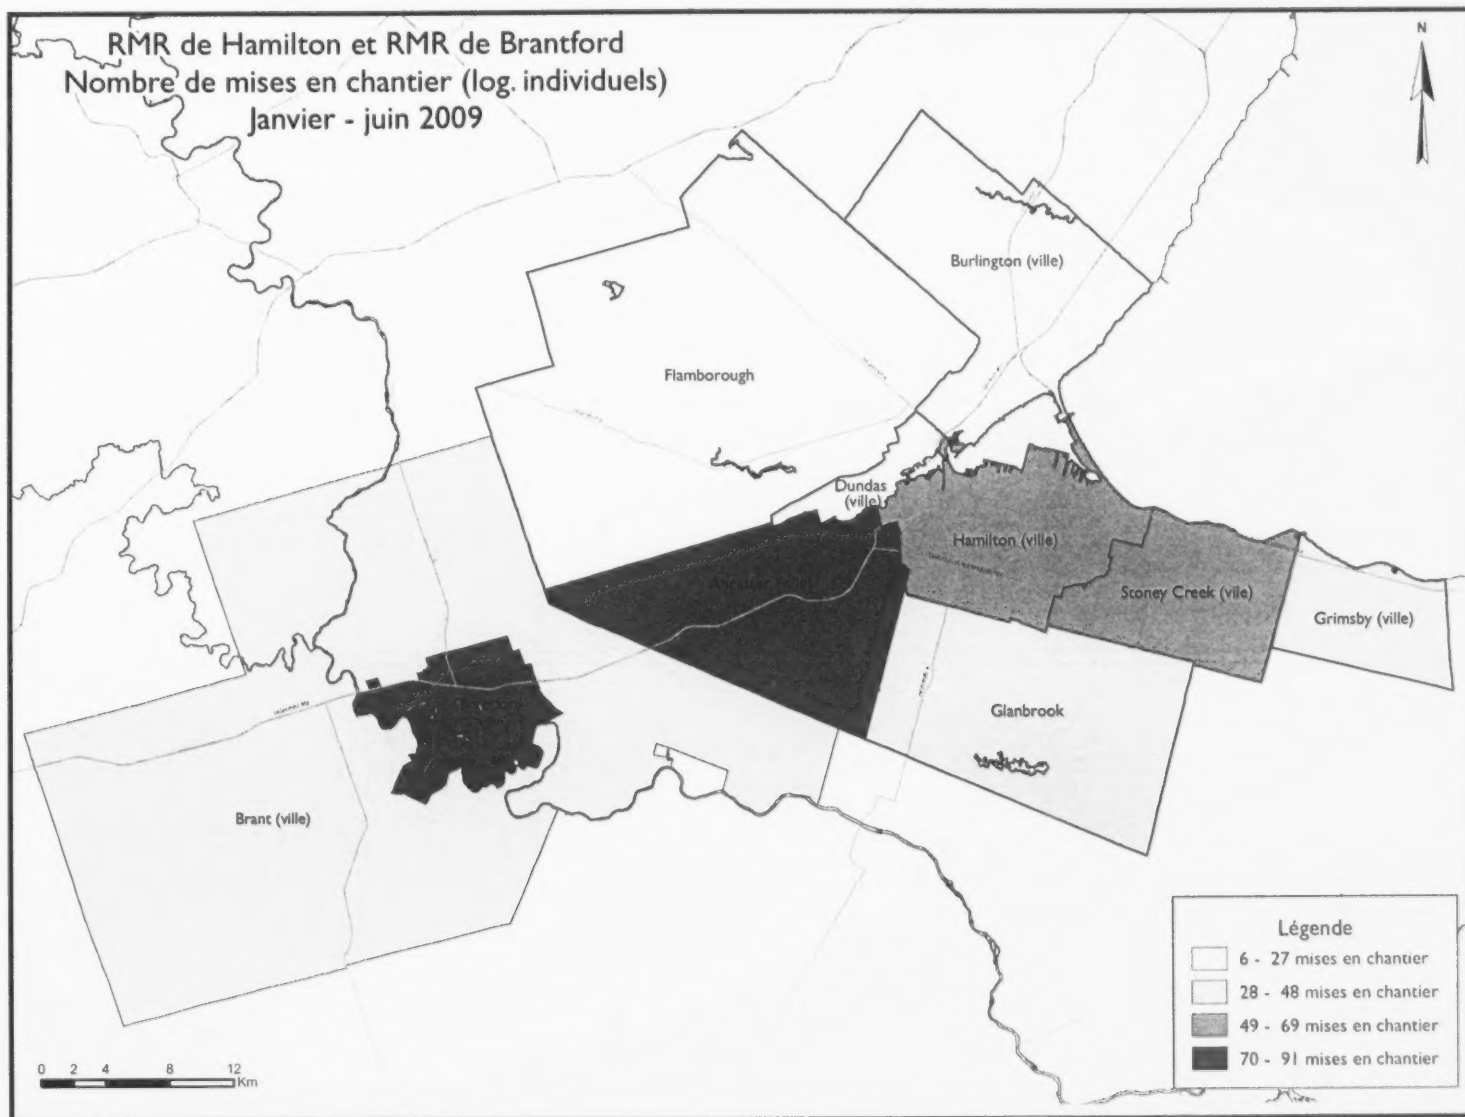 RMR de Hamilton et RMR de Brantford
Nombre de mises en chantier (log. individuels)
Janvier - juin 2009
N
Burlington (ville)
Flamborough
Dundas
(ville)
Hamilton (ville)
Ancaster (ville)
Stoney Creek (vile)
Grimsby (ville)
Glanbrook
Brant (ville)
Légende
6 - 27 mises en chantier
28 - 48 mises en chantier
49 - 69 mises en chantier
70 - 91 mises en chantier
0 2 4 8 12
Km